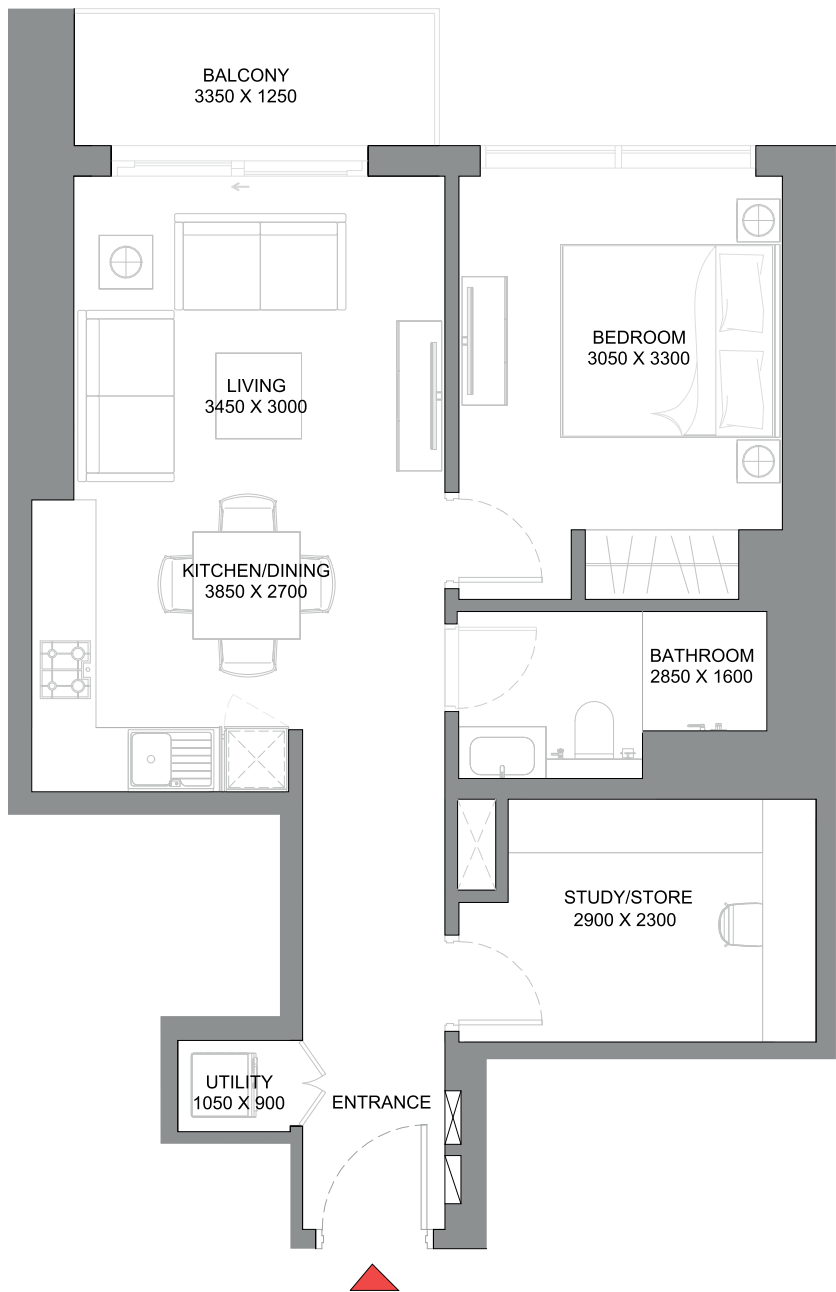 BALCONY
3350 X 1250
BEDROOM
3050 X 3300
LIVING
3450 X 3000
KITCHEN/DINING
3850 X 2700
BATHROOM
2850 X 1600
STUDY/STORE
2900 X 2300
UTILITY
1050 X 900
ENTRANCE